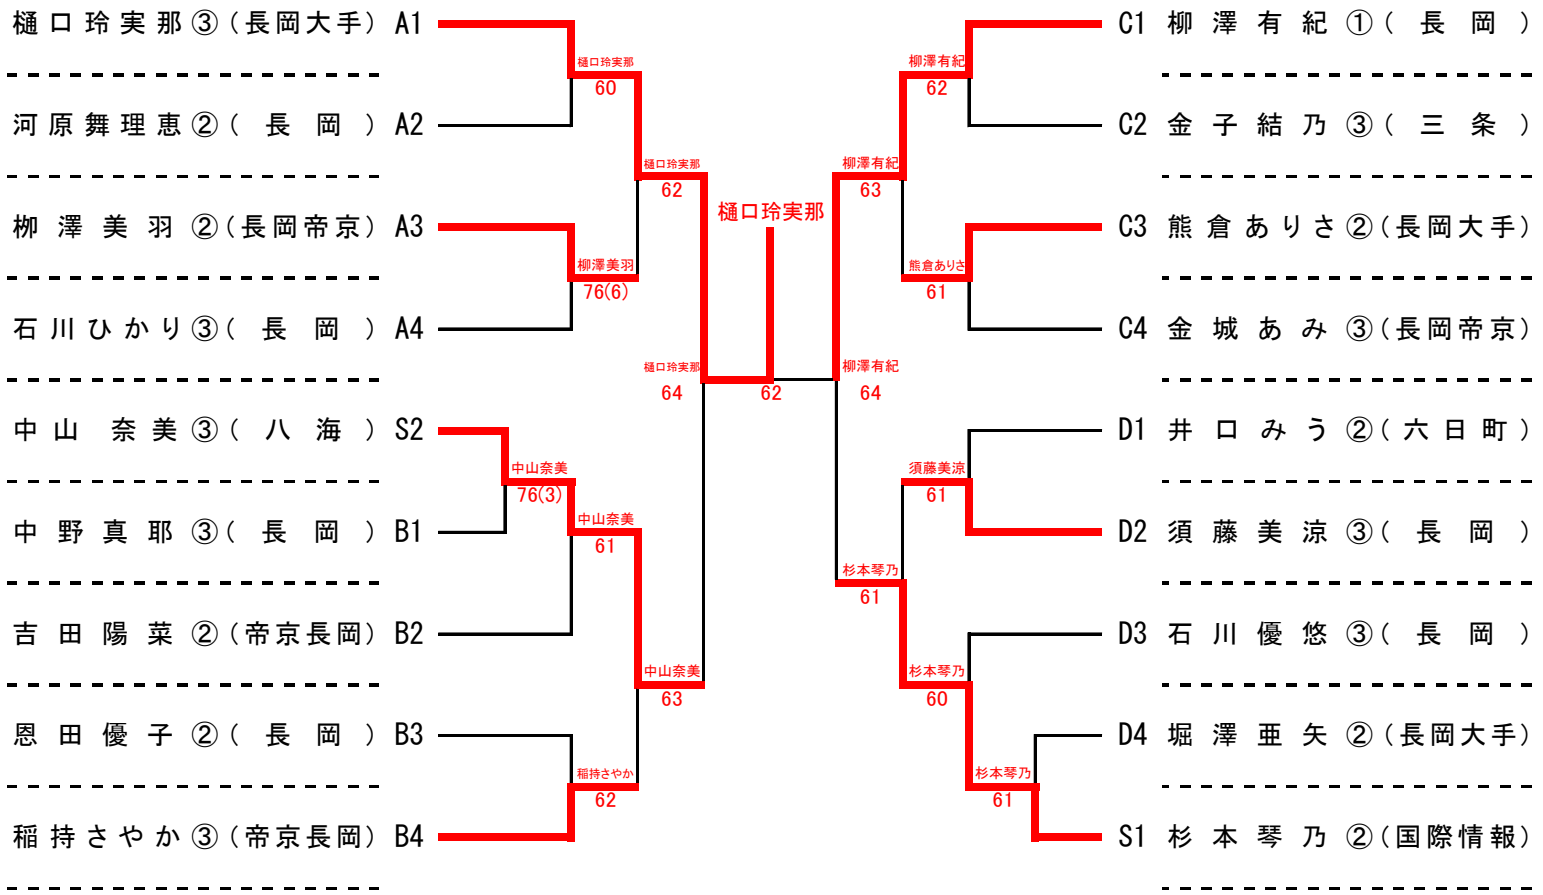 樋口玲実那③(長岡大手) A1
河原舞理恵②(長岡) A2
柳澤美羽②(長岡帝京) A3
石川ひかり③(長岡) A4
中山奈美③(八海) S2
中野真耶③(長岡) B1
吉田陽菜②(帝京長岡) B2
恩田優子②(長岡) B3
稲持さやか③(帝京長岡) B4
樋口玲実那
60
柳澤美羽
76(6)
中山奈美
76(3)
中山奈美
61
稲持さやか
62
樋口玲実那
62
中山奈美
63
樋口玲実那
64
樋口玲実那
62
柳澤有紀
64
柳澤有紀
63
杉本琴乃
61
柳澤有紀
62
熊倉ありさ
61
須藤美涼
61
杉本琴乃
60
杉本琴乃
61
C1 柳澤有紀①(長岡)
C2 金子結乃③(三条)
C3 熊倉ありさ②(長岡大手)
C4 金城あみ③(長岡帝京)
D1 井口みう②(六日町)
D2 須藤美涼③(長岡)
D3 石川優悠③(長岡)
D4 堀澤亜矢②(長岡大手)
S1 杉本琴乃②(国際情報)